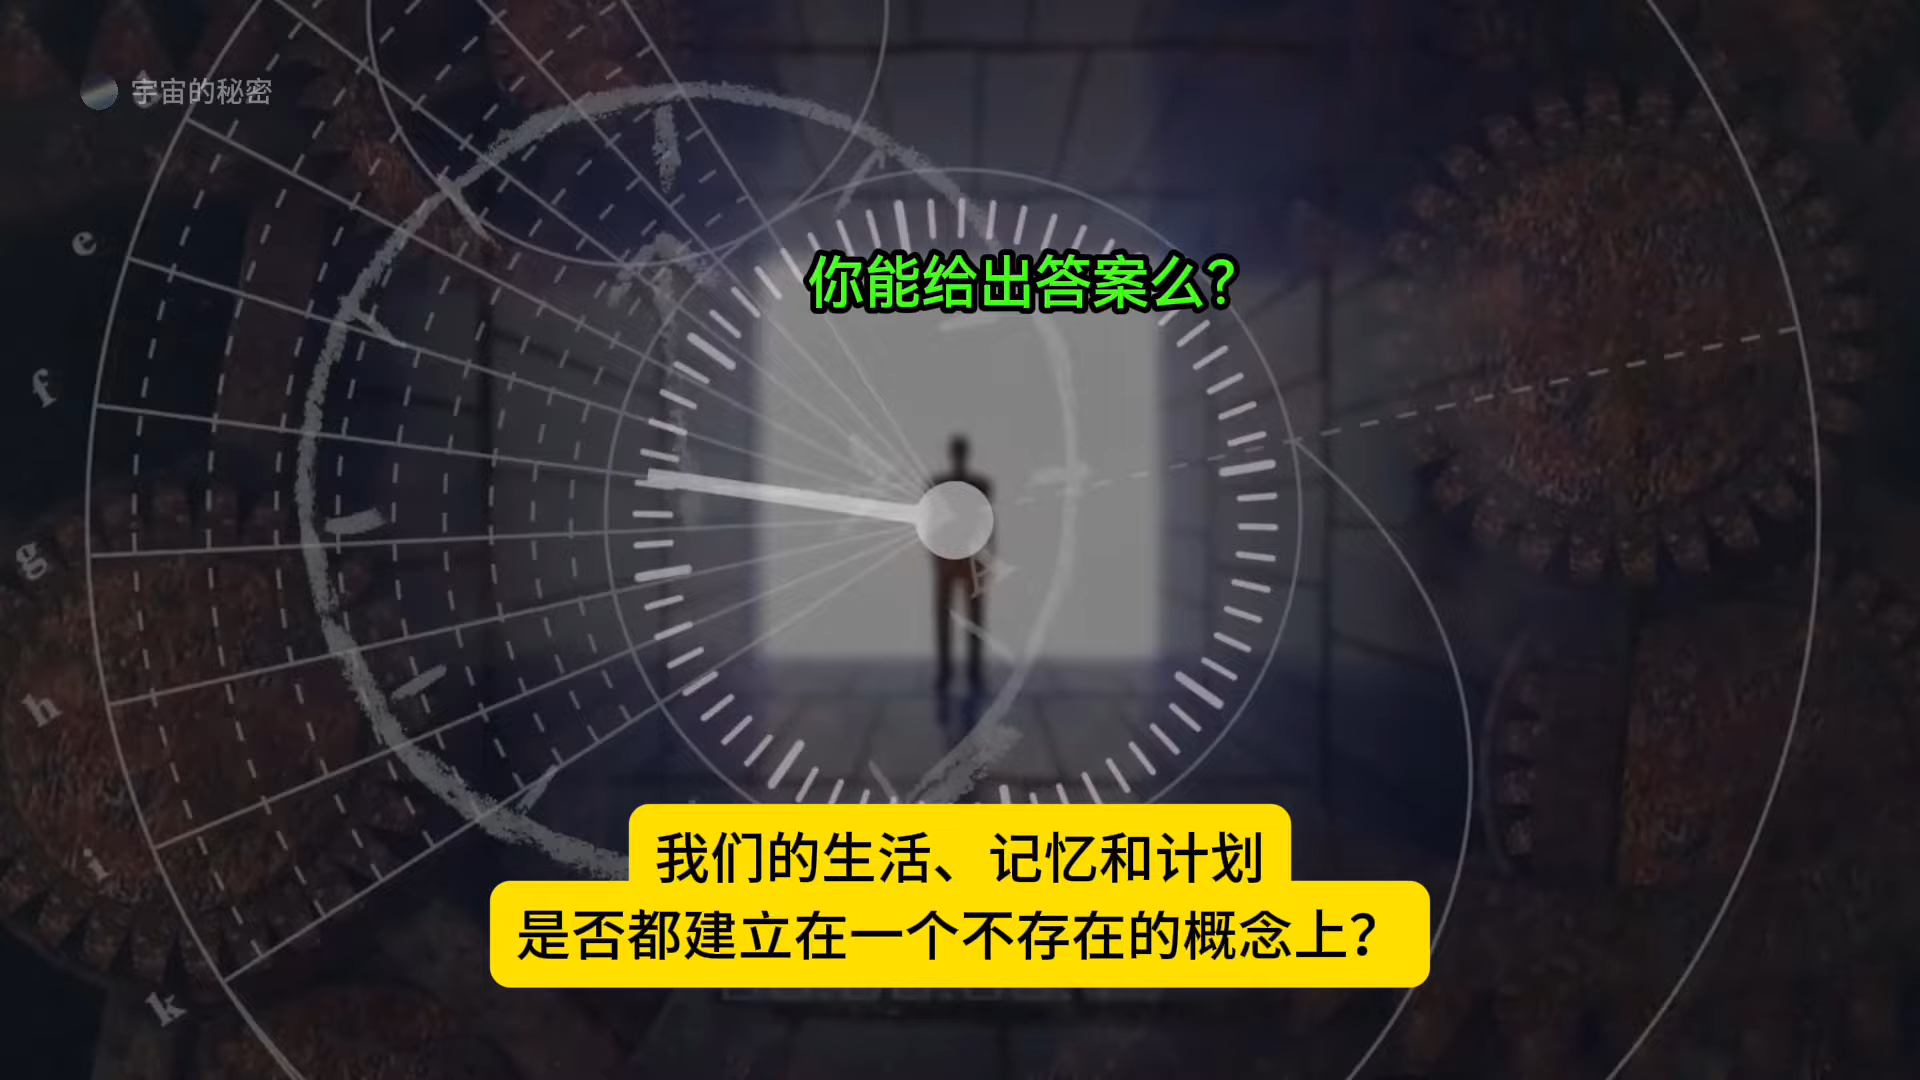 宇宙的秘密
你能给出答案么?
e
f
g
h
i
k
我们的生活、记忆和计划
是否都建立在一个不存在的概念上?